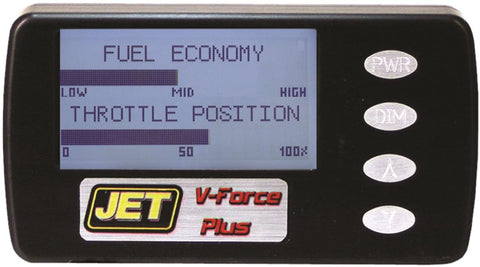 FUEL ECONOMY
LOW MID HIGH
THROTTLE POSITION
0 50 100%
PWR
DIM
JET V-Force
Plus